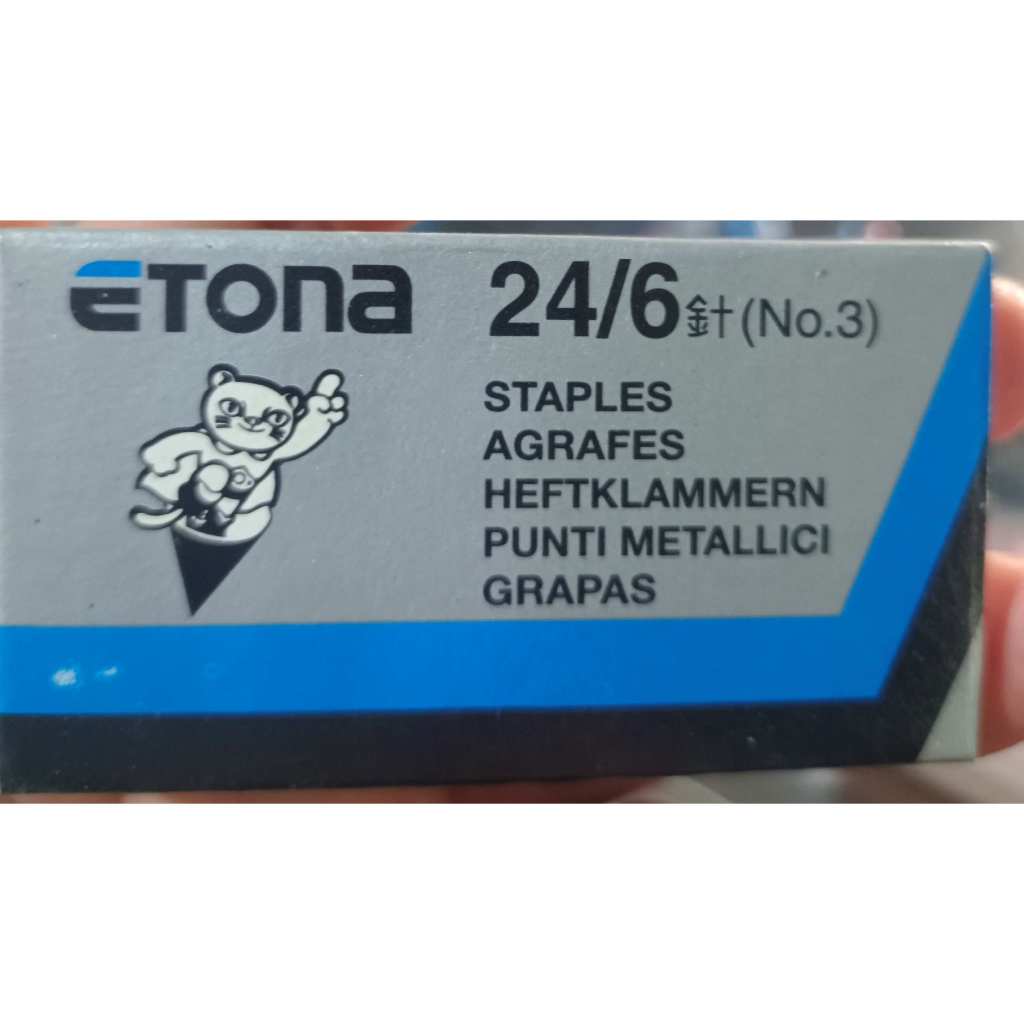 ETONA
24/6針(No.3)
STAPLES
AGRAFES
HEFTKLAMMERN
PUNTI METALLICI
GRAPAS